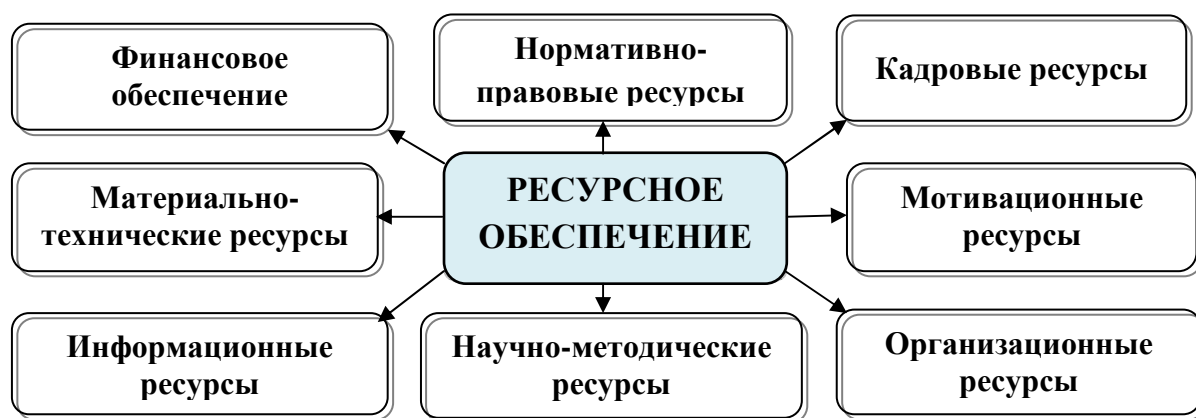 Финансовое
обеспечение
Нормативно-
правовые ресурсы
Кадровые ресурсы
Материально-
технические ресурсы
РЕСУРСНОЕ
ОБЕСПЕЧЕНИЕ
Мотивационные
ресурсы
Информационные
ресурсы
Научно-методические
ресурсы
Организационные
ресурсы